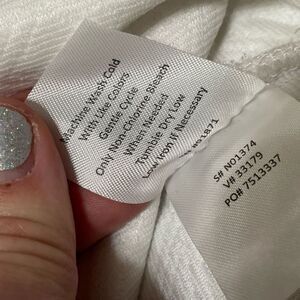 Machine Wash Cold
With Like Colors
Gentle Cycle
Only Non-Chlorine Bleach
When Needed
Tumble Dry Low
Low Iron if Necessary
S# N01374
V# 33179
PO# 7513337